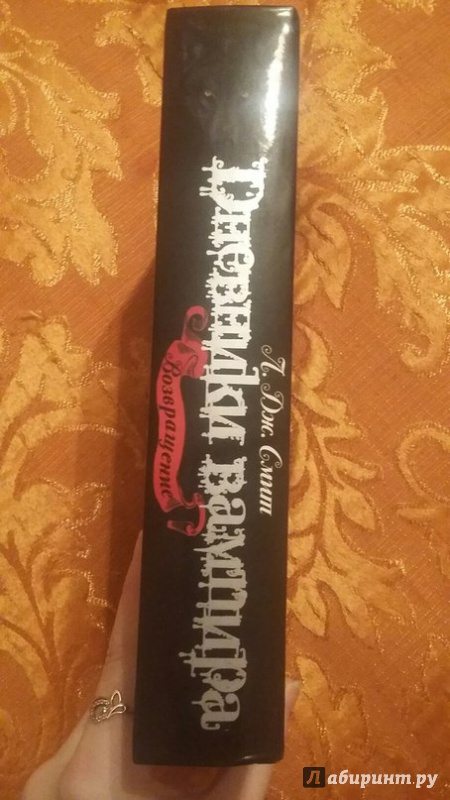 Л. Дж. Смит
Дневники вампира
Возвращение
Лабиринт.ру